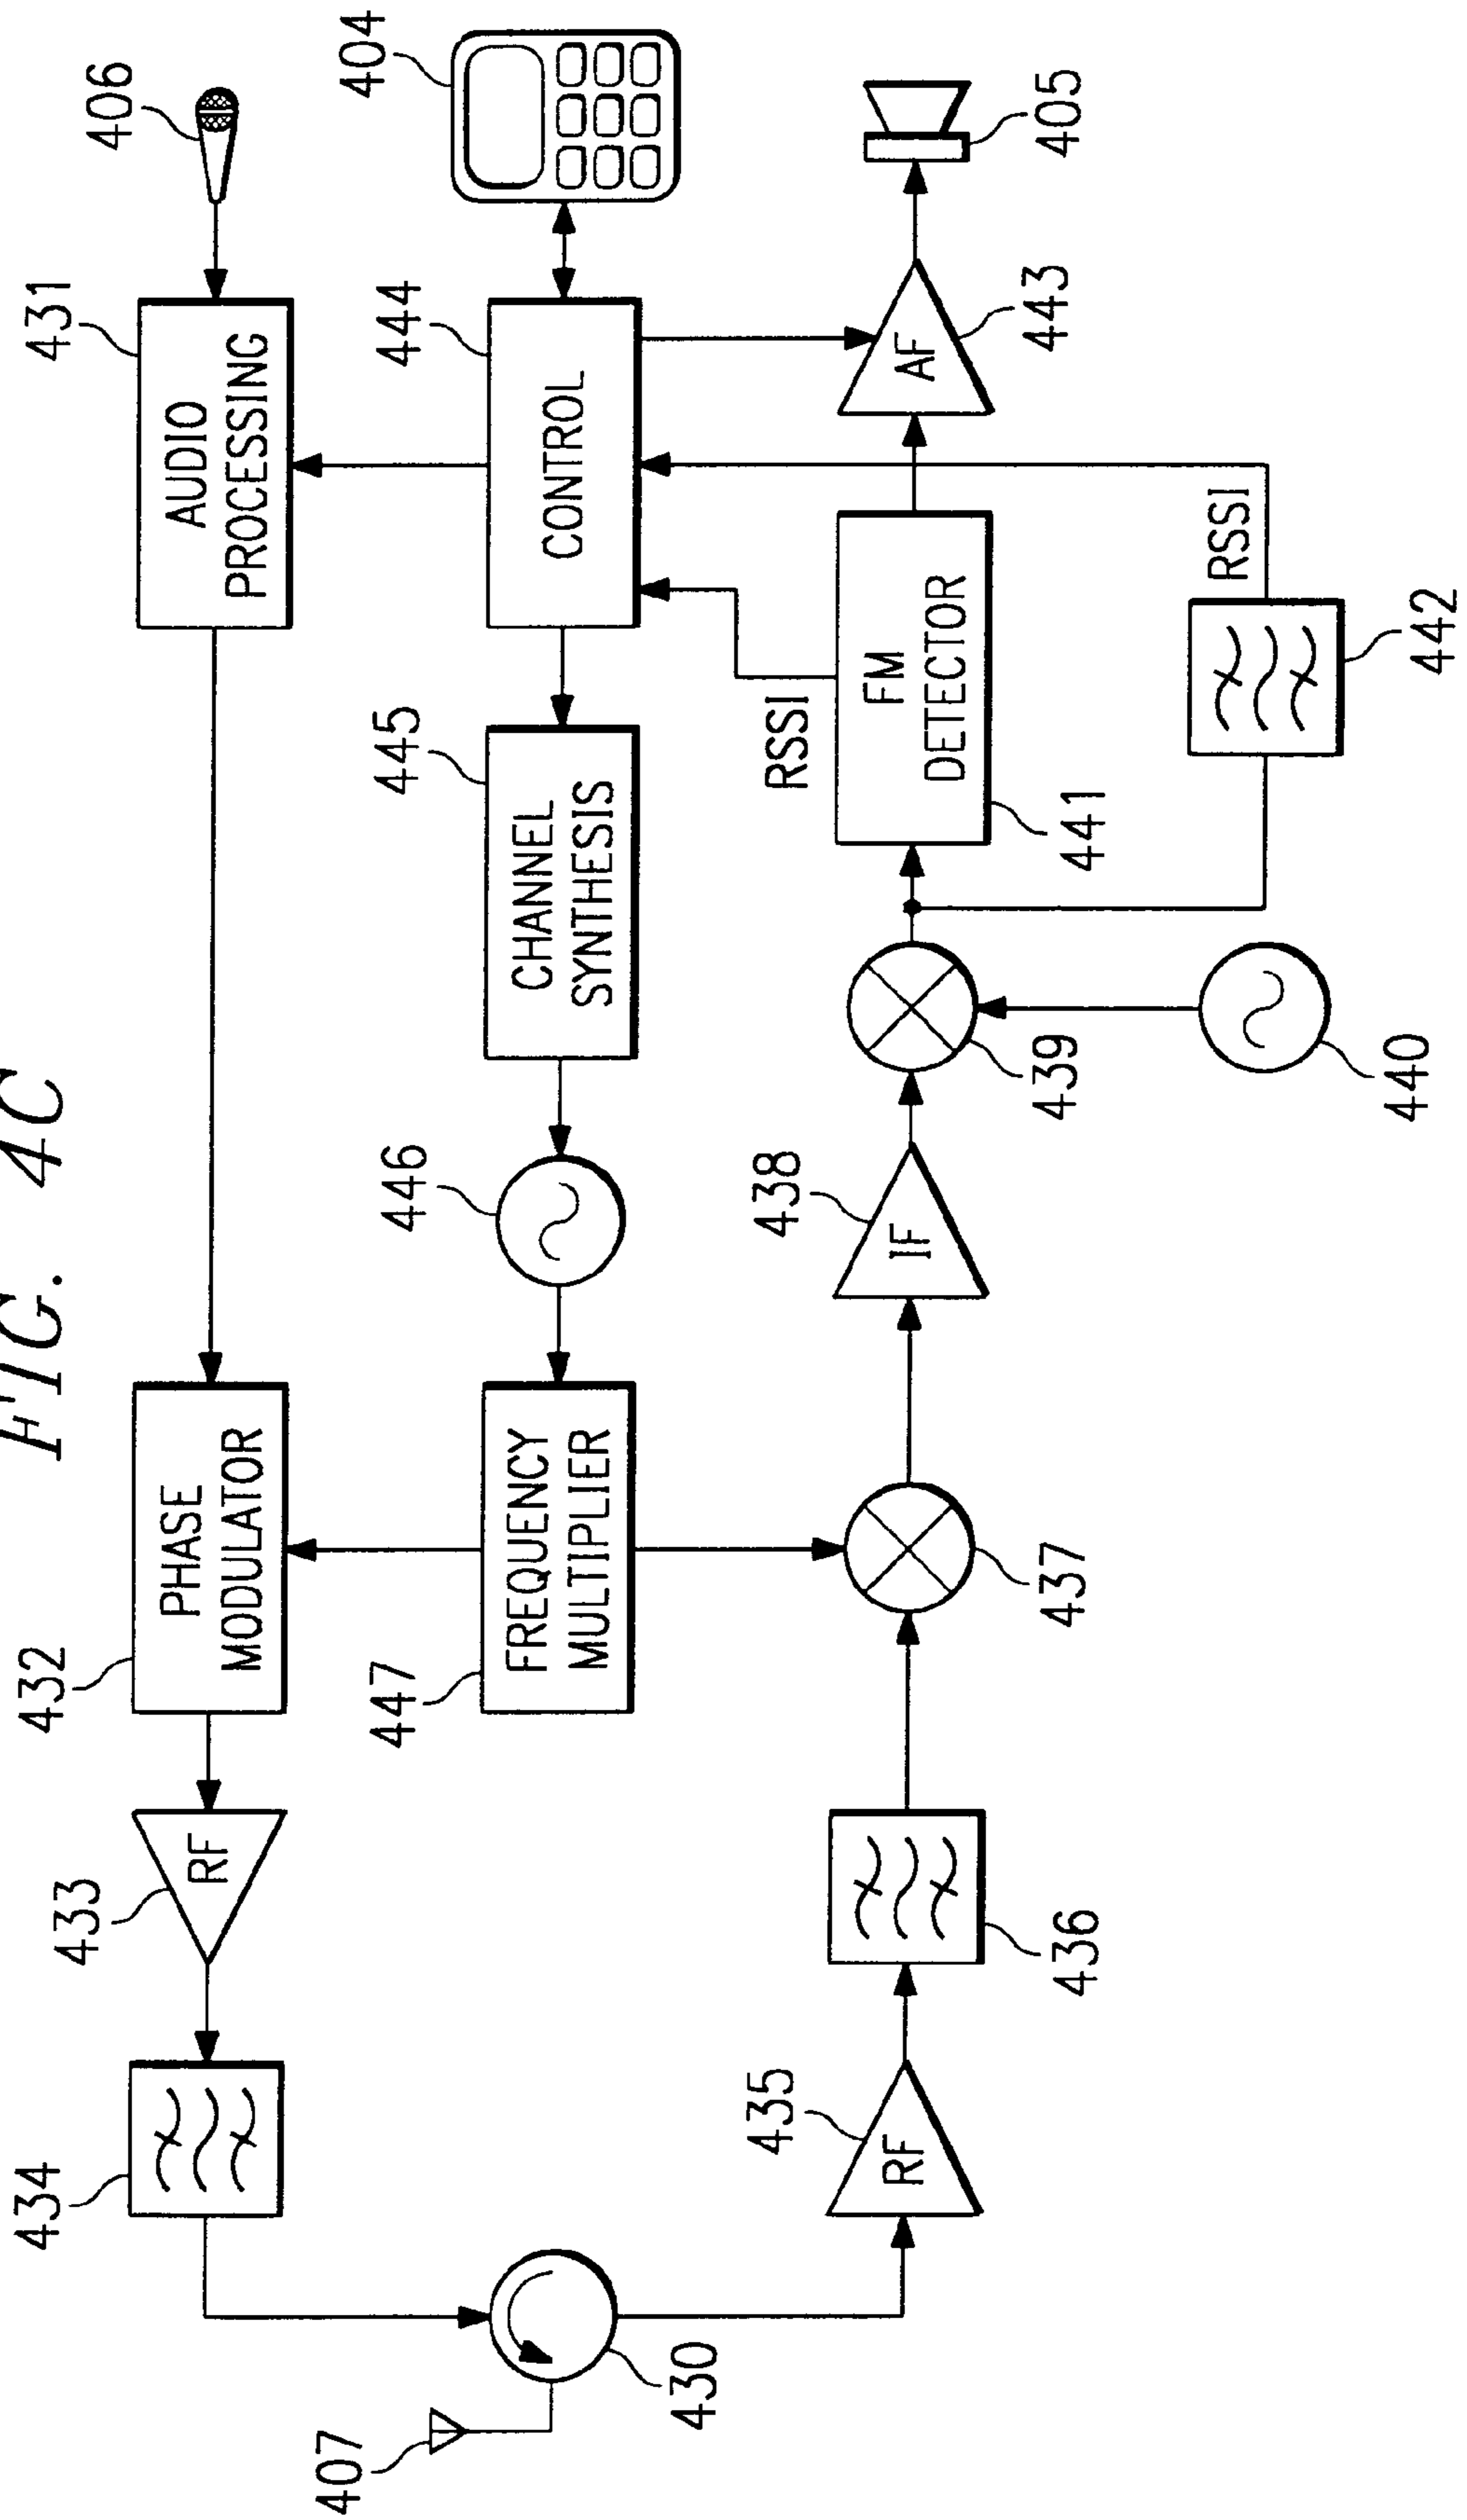 FIG. 4C
407
430
434
433
RF
432
PHASE
MODULATOR
431
AUDIO
PROCESSING
406
447
FREQUENCY
MULTIPLIER
446
445
CHANNEL
SYNTHESIS
444
CONTROL
404
435
RF
436
437
438
IF
439
440
RSSI
FM
DETECTOR
441
RSSI
442
AF
443
405